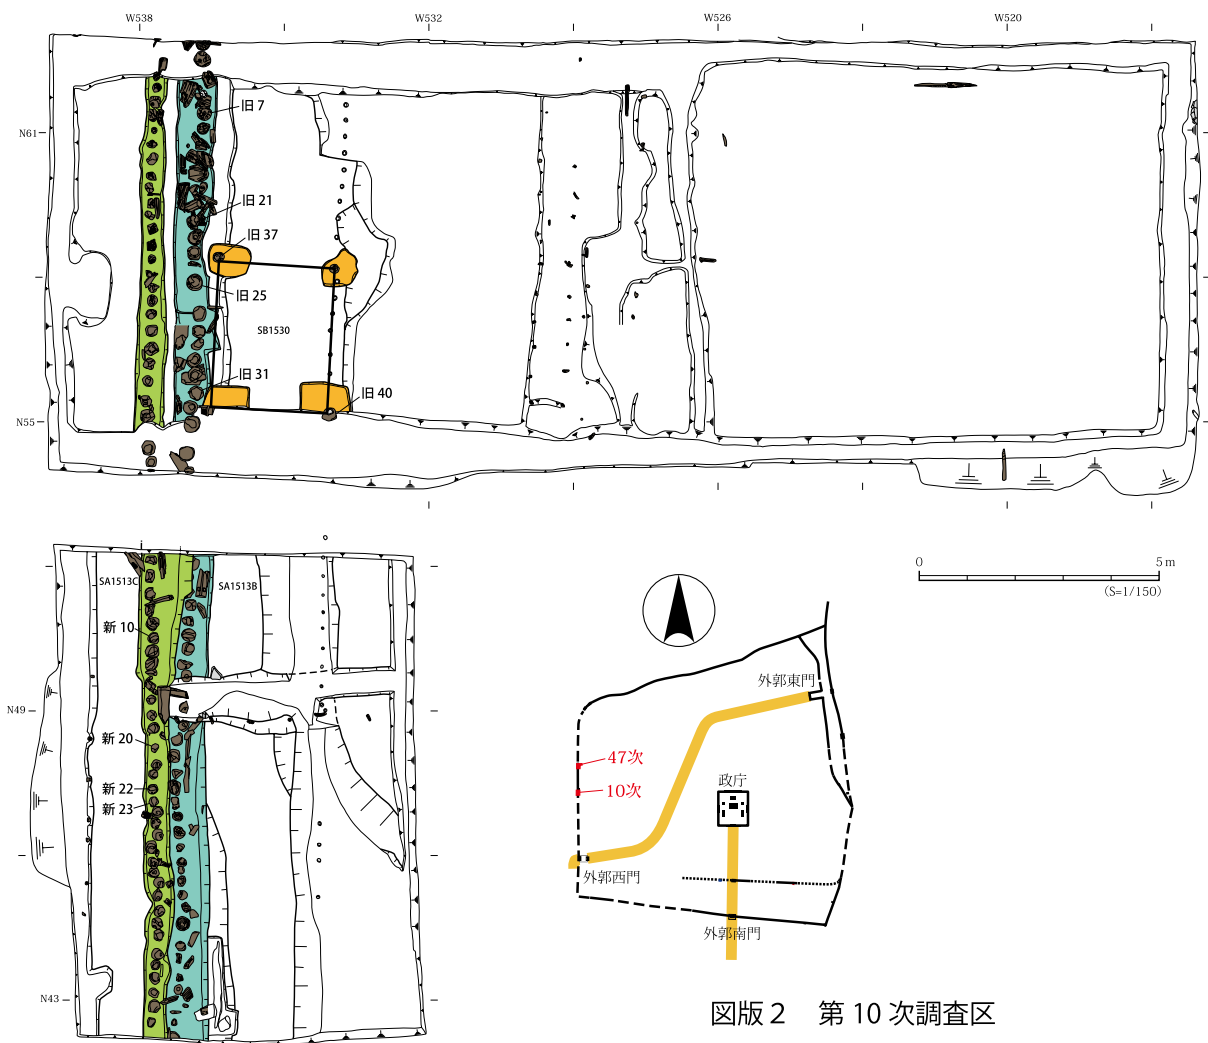 W538
W532
W526
W520
N61
旧 7
旧 21
旧 37
旧 25
SB1530
旧 31
旧 40
N55
SA1513C
SA1513B
新 10
N49
新 20
新 22
新 23
N43
0
5 m
(S=1/150)
外郭東門
47次
10次
政庁
外郭西門
外郭南門
図版 2 第 10 次調査区